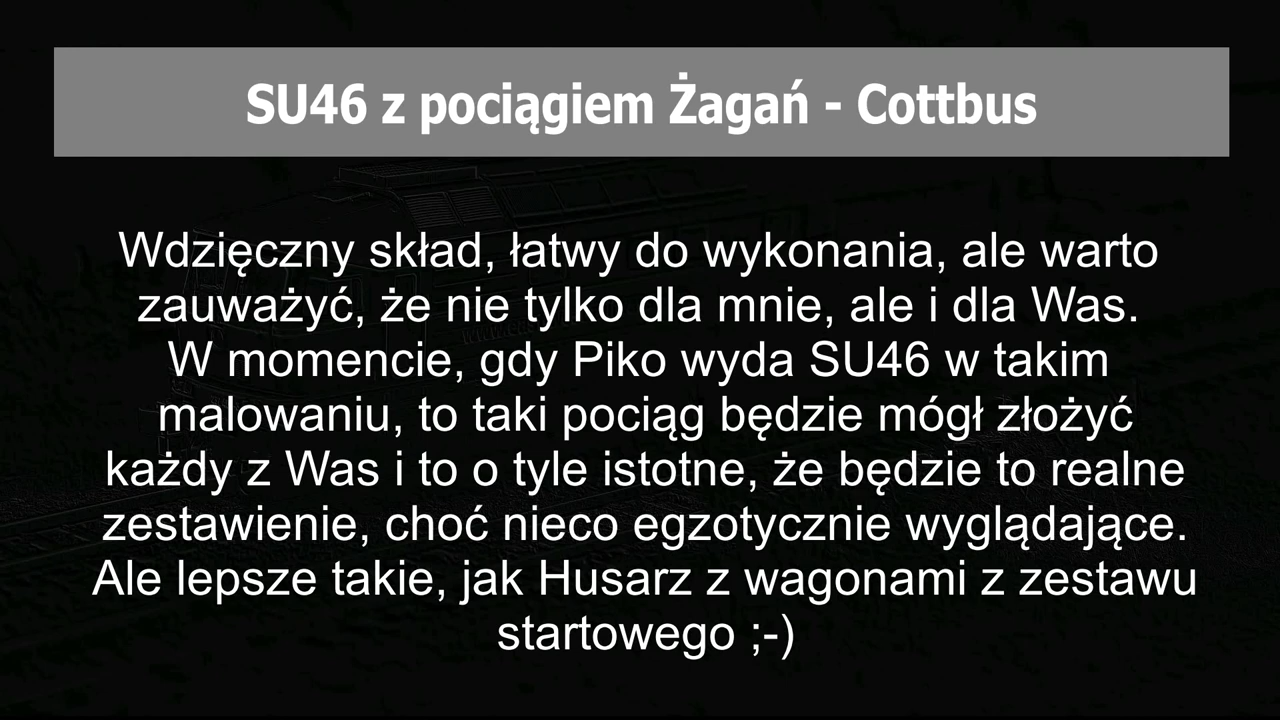 SU46 z pociągiem Żagań - Cottbus
Wdzięczny skład, łatwy do wykonania, ale warto
zauważyć, że nie tylko dla mnie, ale i dla Was.
W momencie, gdy Piko wyda SU46 w takim
malowaniu, to taki pociąg będzie mógł złożyć
każdy z Was i to o tyle istotne, że będzie to realne
zestawienie, choć nieco egzotycznie wyglądające.
Ale lepsze takie, jak Husarz z wagonami z zestawu
startowego ;-)